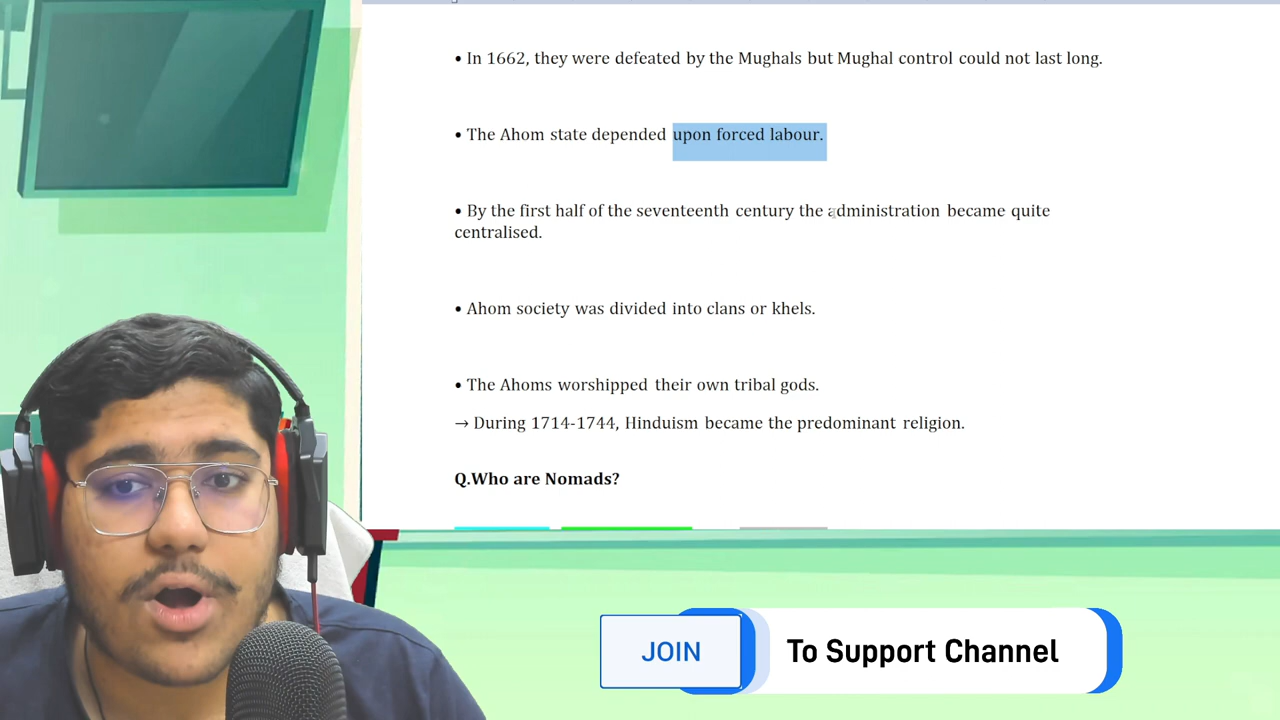 • In 1662, they were defeated by the Mughals but Mughal control could not last long.
• The Ahom state depended upon forced labour.
• By the first half of the seventeenth century the administration became quite
centralised.
• Ahom society was divided into clans or khels.
• The Ahoms worshipped their own tribal gods.
→ During 1714-1744, Hinduism became the predominant religion.
Q.Who are Nomads?
JOIN
To Support Channel